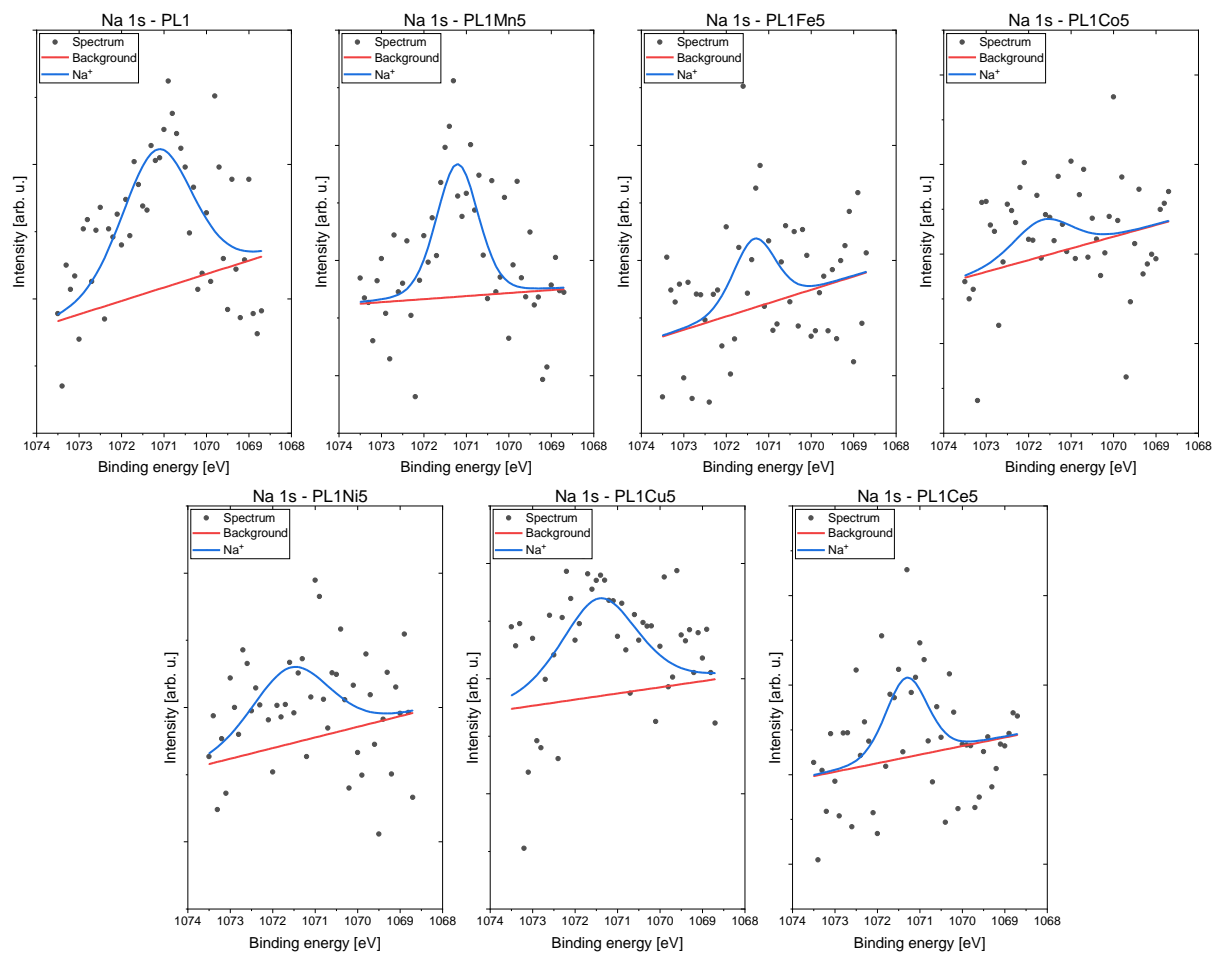 Na 1s - PL1
Spectrum
Background
Na⁺
Intensity [arb. u.]
1074 1073 1072 1071 1070 1069 1068
Binding energy [eV]
Na 1s - PL1Mn5
Spectrum
Background
Na⁺
Intensity [arb. u.]
1074 1073 1072 1071 1070 1069 1068
Binding energy [eV]
Na 1s - PL1Fe5
Spectrum
Background
Na⁺
Intensity [arb. u.]
1074 1073 1072 1071 1070 1069 1068
Binding energy [eV]
Na 1s - PL1Co5
Spectrum
Background
Na⁺
Intensity [arb. u.]
1074 1073 1072 1071 1070 1069 1068
Binding energy [eV]
Na 1s - PL1Ni5
Spectrum
Background
Na⁺
Intensity [arb. u.]
1074 1073 1072 1071 1070 1069 1068
Binding energy [eV]
Na 1s - PL1Cu5
Spectrum
Background
Na⁺
Intensity [arb. u.]
1074 1073 1072 1071 1070 1069 1068
Binding energy [eV]
Na 1s - PL1Ce5
Spectrum
Background
Na⁺
Intensity [arb. u.]
1074 1073 1072 1071 1070 1069 1068
Binding energy [eV]